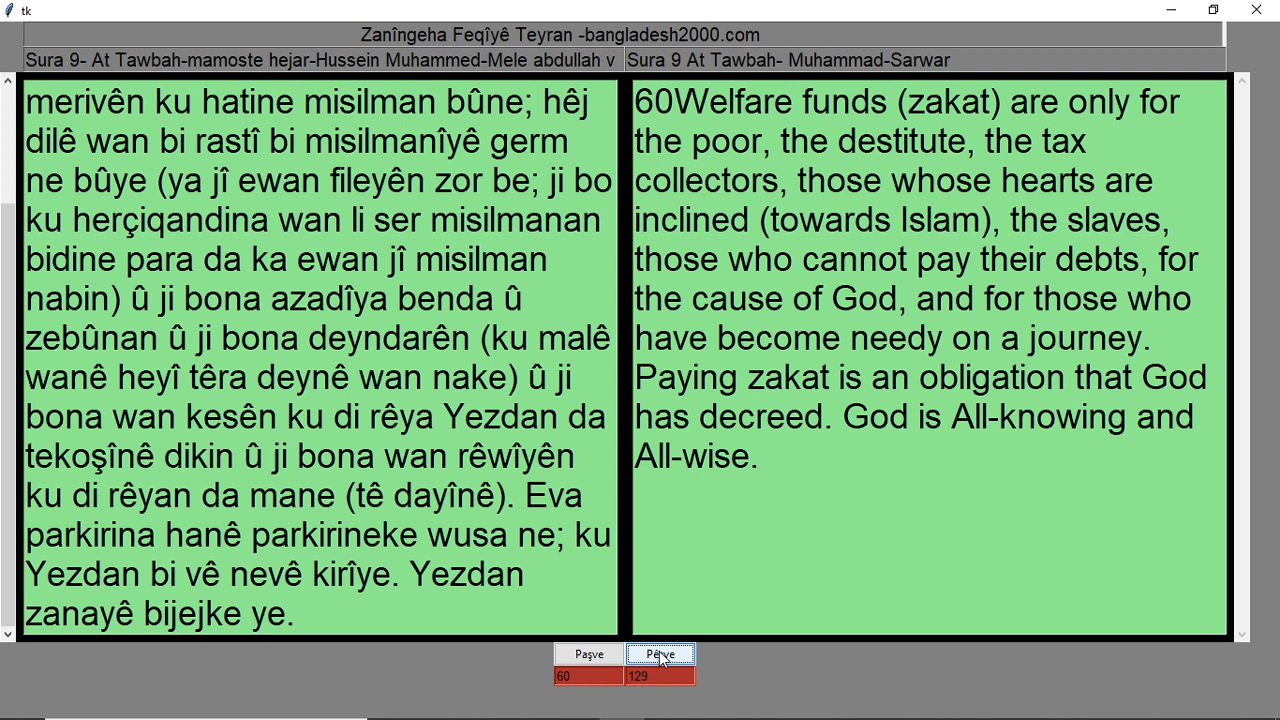 tk
Zanîngeha Feqîyê Teyran -bangladesh2000.com
Sura 9- At Tawbah-mamoste hejar-Hussein Muhammed-Mele abdullah v
Sura 9 At Tawbah- Muhammad-Sarwar
merivên ku hatine misilman bûne; hêj
dilê wan bi rastî bi misilmanîyê germ
ne bûye (ya jî ewan fileyên zor be; ji bo
ku herçiqandina wan li ser misilmanan
bidine para da ka ewan jî misilman
nabin) û ji bona azadîya benda û
zebûnan û ji bona deyndarên (ku malê
wanê heyî têra deynê wan nake) û ji
bona wan kesên ku di rêya Yezdan da
tekoşînê dikin û ji bona wan rêwîyên
ku di rêyan da mane (tê dayînê). Eva
parkirina hanê parkirineke wusa ne; ku
Yezdan bi vê nevê kirîye. Yezdan
zanayê bijejke ye.
60Welfare funds (zakat) are only for
the poor, the destitute, the tax
collectors, those whose hearts are
inclined (towards Islam), the slaves,
those who cannot pay their debts, for
the cause of God, and for those who
have become needy on a journey.
Paying zakat is an obligation that God
has decreed. God is All-knowing and
All-wise.
Paşve
60
129